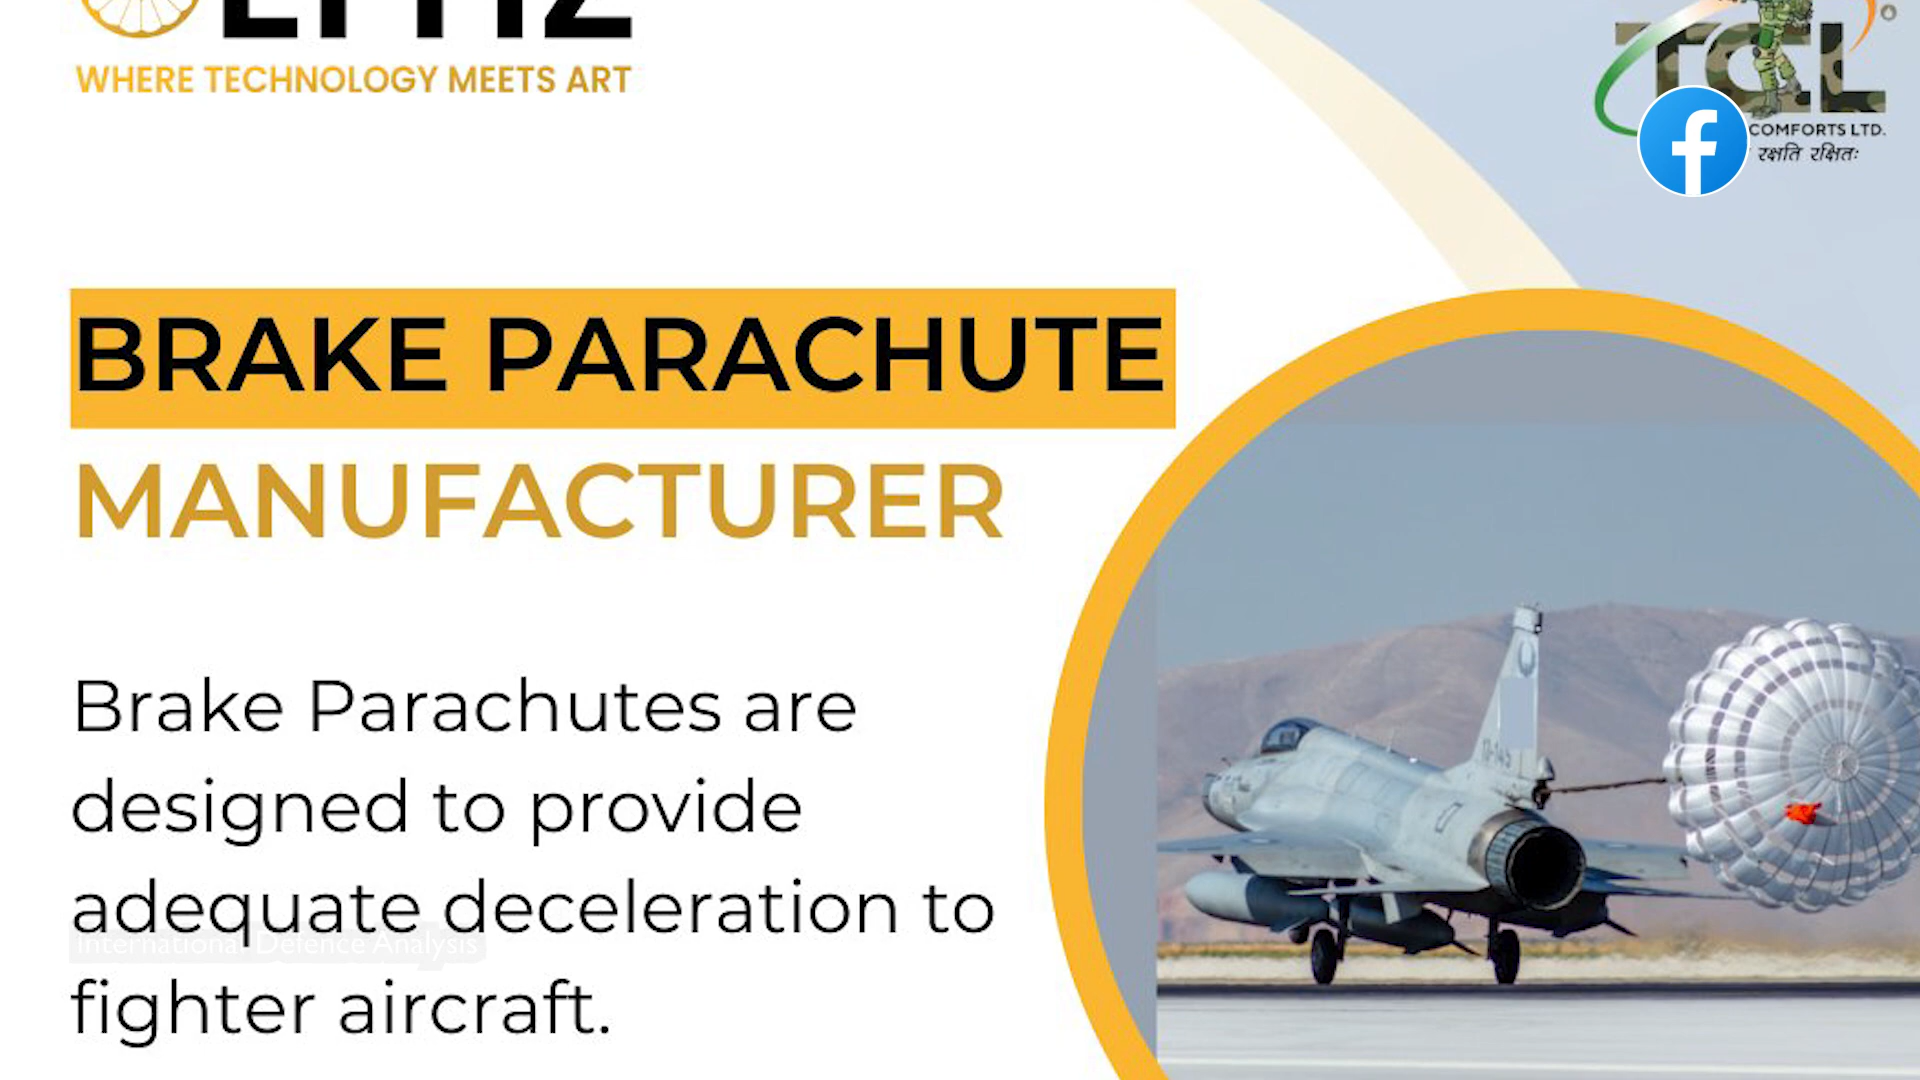 WHERE TECHNOLOGY MEETS ART
TCL
COMFORTS LTD.
रक्षति रक्षितः
BRAKE PARACHUTE
MANUFACTURER
Brake Parachutes are
designed to provide
adequate deceleration to
International Defence Analysis
fighter aircraft.